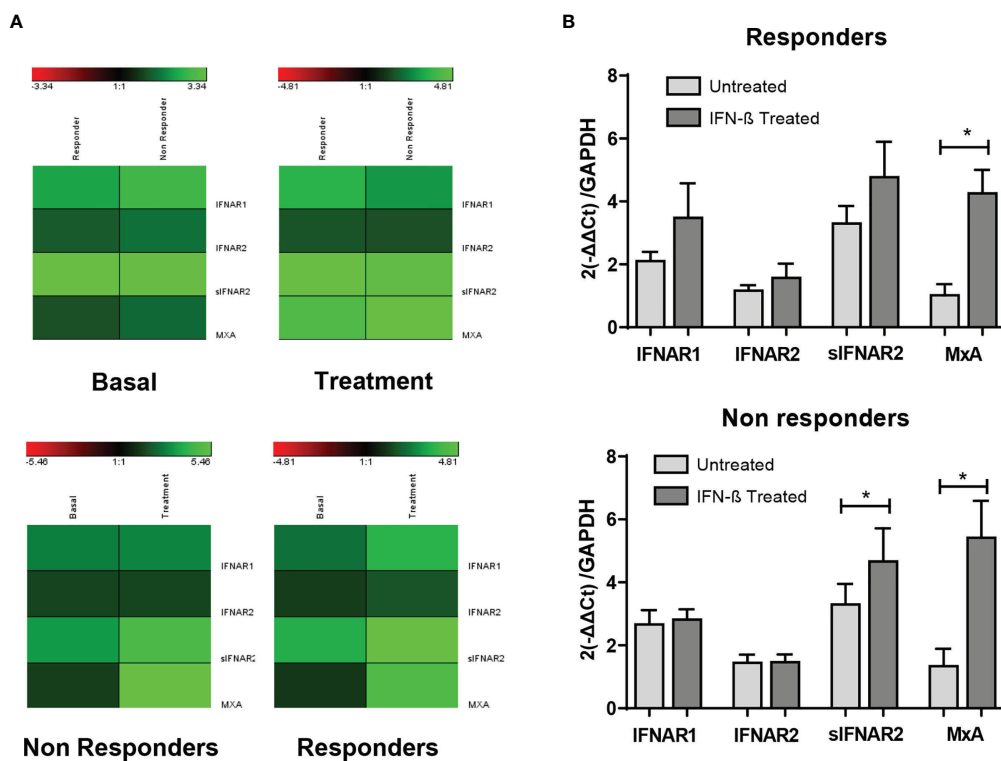 A
-3.34 1:1 3.34
Responder
Non Responder
IFNAR1
IFNAR2
sIFNAR2
MXA
Basal
-4.81 1:1 4.81
Responder
Non Responder
IFNAR1
IFNAR2
sIFNAR2
MXA
Treatment
-5.46 1:1 5.46
Basal
Treatment
IFNAR1
IFNAR2
sIFNAR2
MXA
Non Responders
-4.81 1:1 4.81
Basal
Treatment
IFNAR1
IFNAR2
sIFNAR2
MXA
Responders
B
Responders
2(-ΔΔCt) /GAPDH
8
6
4
2
0
Untreated
IFN-ß Treated
*
IFNAR1 IFNAR2 sIFNAR2 MxA
Non responders
2(-ΔΔCt) /GAPDH
8
6
4
2
0
Untreated
IFN-ß Treated
* *
IFNAR1 IFNAR2 sIFNAR2 MxA